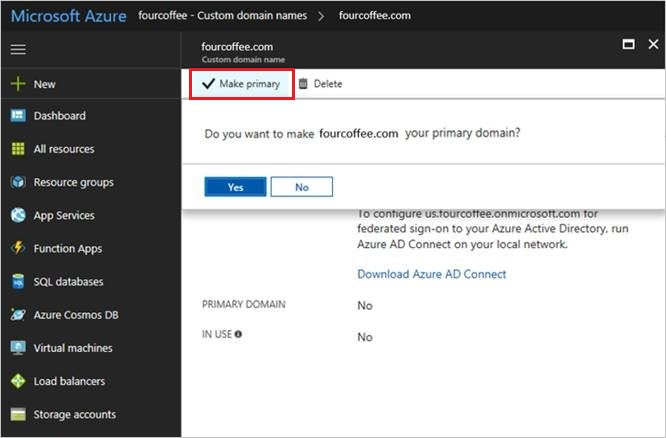 Microsoft Azure fourcoffee - Custom domain names > fourcoffee.com
fourcoffee.com
Custom domain name
New
Make primary Delete
Dashboard
Do you want to make fourcoffee.com your primary domain?
All resources
Resource groups
Yes No
App Services
To configure us.fourcoffee.onmicrosoft.com for
federated sign-on to your Azure Active Directory, run
Azure AD Connect on your local network.
Function Apps
Download Azure AD Connect
SQL databases
PRIMARY DOMAIN No
Azure Cosmos DB
IN USE No
Virtual machines
Load balancers
Storage accounts